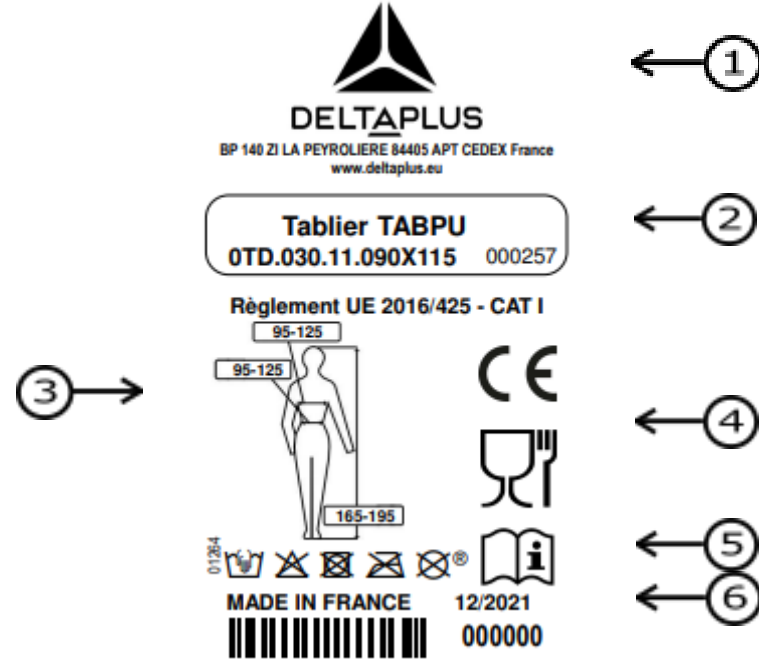 1
DELTAPLUS
BP 140 ZI LA PEYROLIERE 84405 APT CEDEX France
www.deltaplus.eu
2
Tablier TABPU
0TD.030.11.090X115 000257
Règlement UE 2016/425 - CAT I
95-125
95-125
3
CE
4
165-195
01264
®
i
5
MADE IN FRANCE 12/2021
6
000000